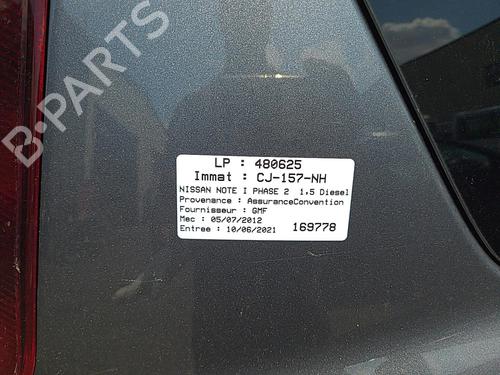 B-PARTS
LP : 480625
Immat : CJ-157-NH
NISSAN NOTE I PHASE 2 1.5 Diesel
Provenance : AssuranceConvention
Fournisseur : GMF
Mec : 05/07/2012
Entree : 10/06/2021 169778